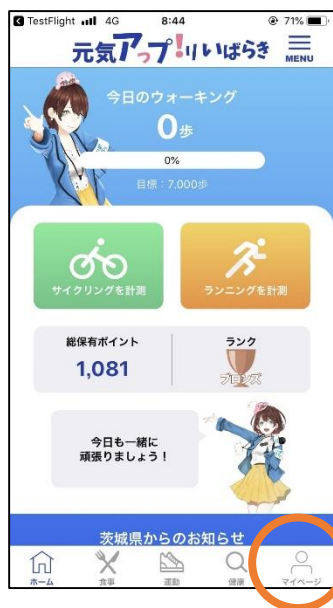 TestFlight 4G 8:44 71%
元気アっプ!りいばらき
MENU
今日のウォーキング
0歩
0%
目標：7,000歩
サイクリングを計測
ランニングを計測
総保有ポイント
ランク
1,081
ブロンズ
今日も一緒に
頑張りましょう！
茨城県からのお知らせ
ホーム 食事 運動 健康 マイページ